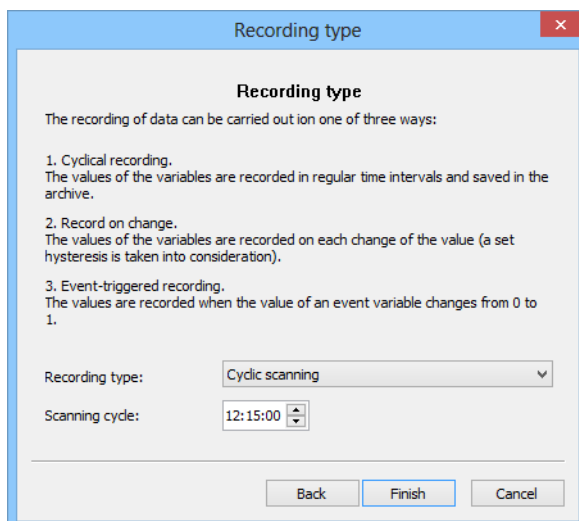 Recording type
Recording type
The recording of data can be carried out ion one of three ways:
1. Cyclical recording.
The values of the variables are recorded in regular time intervals and saved in the
archive.
2. Record on change.
The values of the variables are recorded on each change of the value (a set
hysteresis is taken into consideration).
3. Event-triggered recording.
The values are recorded when the value of an event variable changes from 0 to
1.
Recording type: Cyclic scanning
Scanning cycle: 12:15:00
Back Finish Cancel